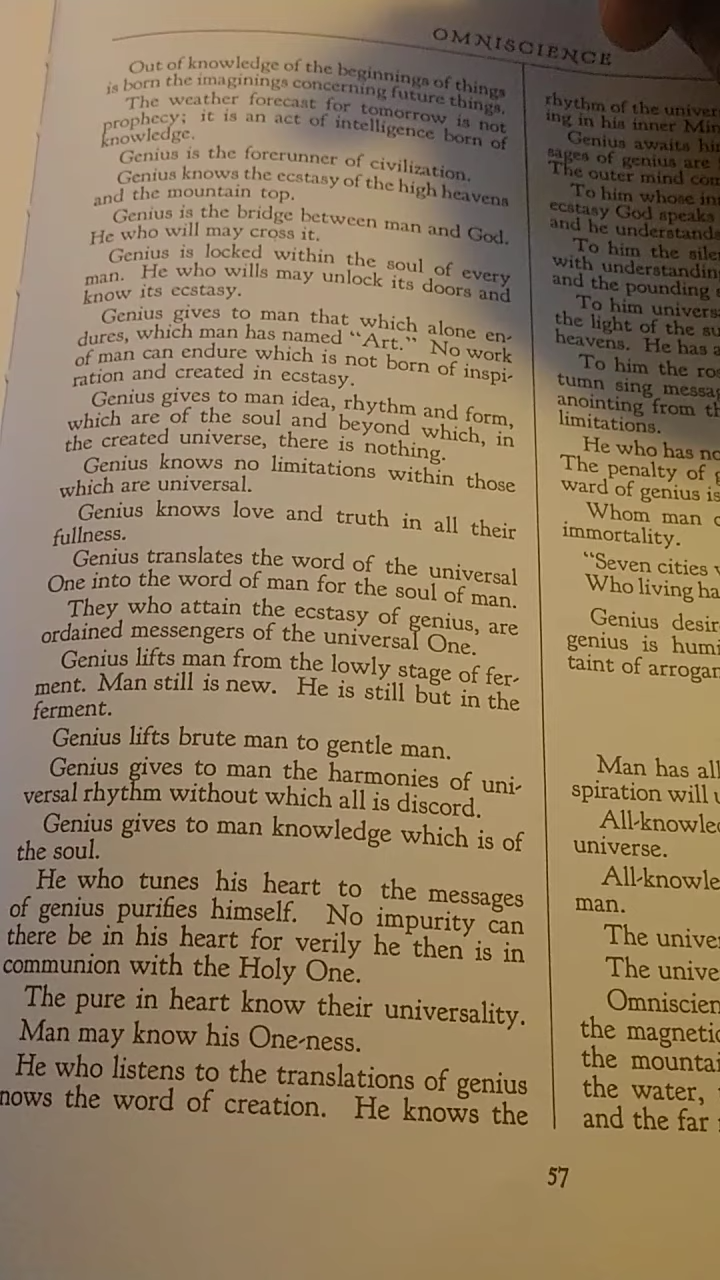 OMNISCIENCE
Out of knowledge of the beginnings of things
is born the imaginings concerning future things.
The weather forecast for tomorrow is not
prophecy; it is an act of intelligence born of
knowledge.
Genius is the forerunner of civilization.
Genius knows the ecstasy of the high heavens
and the mountain top.
Genius is the bridge between man and God.
He who will may cross it.
Genius is locked within the soul of every
man. He who wills may unlock its doors and
know its ecstasy.
Genius gives to man that which alone en-
dures, which man has named "Art." No work
of man can endure which is not born of inspi-
ration and created in ecstasy.
Genius gives to man idea, rhythm and form,
which are of the soul and beyond which, in
the created universe, there is nothing.
Genius knows no limitations within those
which are universal.
Genius knows love and truth in all their
fullness.
Genius translates the word of the universal
One into the word of man for the soul of man.
They who attain the ecstasy of genius, are
ordained messengers of the universal One.
Genius lifts man from the lowly stage of fer-
ment. Man still is new. He is still but in the
ferment.
Genius lifts brute man to gentle man.
Genius gives to man the harmonies of uni-
versal rhythm without which all is discord.
Genius gives to man knowledge which is of
the soul.
He who tunes his heart to the messages
of genius purifies himself. No impurity can
there be in his heart for verily he then is in
communion with the Holy One.
The pure in heart know their universality.
Man may know his One-ness.
He who listens to the translations of genius
nows the word of creation. He knows the
rhythm of the univer
ing in his inner Min
Genius awaits hi
sages of genius are
The outer mind com
To him whose in
ecstasy God speaks
and he understands
To him the sile
with understandin
and the pounding
To him univers
the light of the su
heavens. He has a
To him the ro
tumn sing messag
anointing from th
limitations.
He who has no
The penalty of g
ward of genius is
Whom man c
immortality.
"Seven cities
Who living ha
Genius desir
genius is humi
taint of arrogan
Man has all
spiration will u
All-knowled
universe.
All-knowle
man.
The unive
The unive
Omniscien
the magnetic
the mountai
the water,
and the far
57